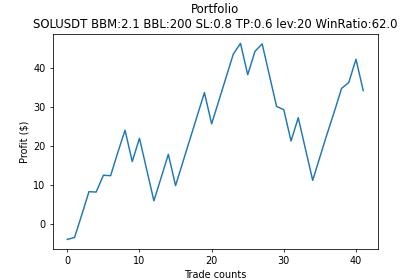 Portfolio
SOLUSDT BBM:2.1 BBL:200 SL:0.8 TP:0.6 lev:20 WinRatio:62.0
Profit ($)
40
30
20
10
0
0 10 20 30 40
Trade counts